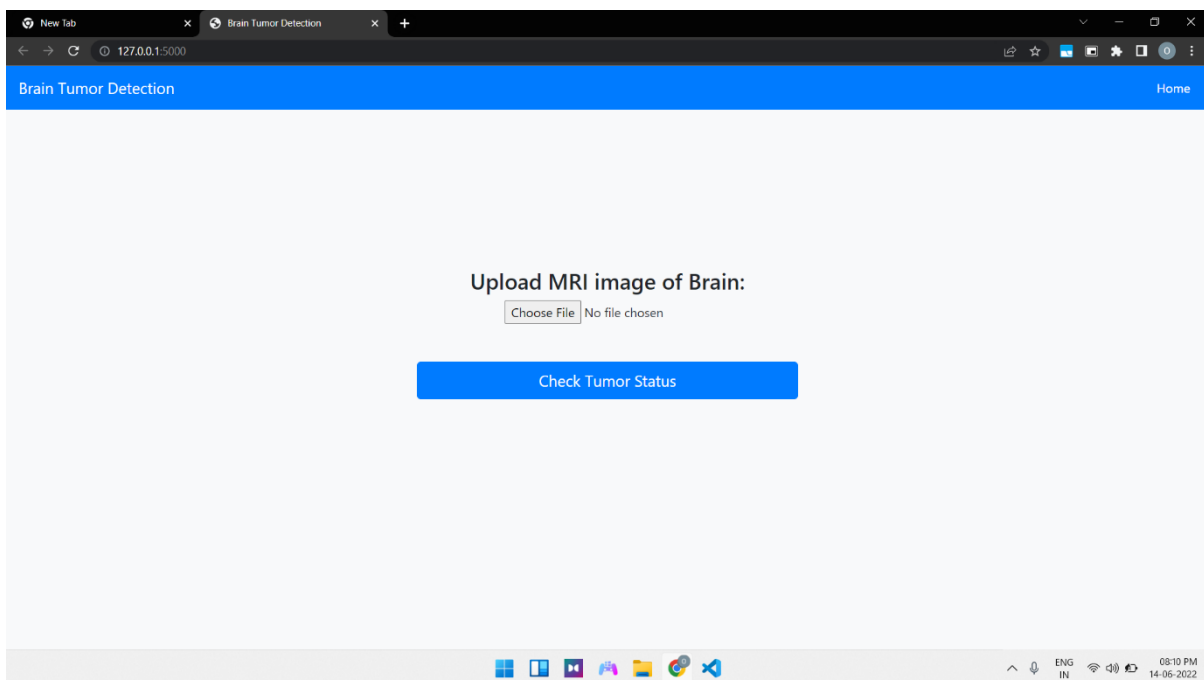 New Tab
Brain Tumor Detection
127.0.0.1:5000
O
Brain Tumor Detection
Home
Upload MRI image of Brain:
Choose File No file chosen
Check Tumor Status
ENG
IN
08:10 PM
14-06-2022